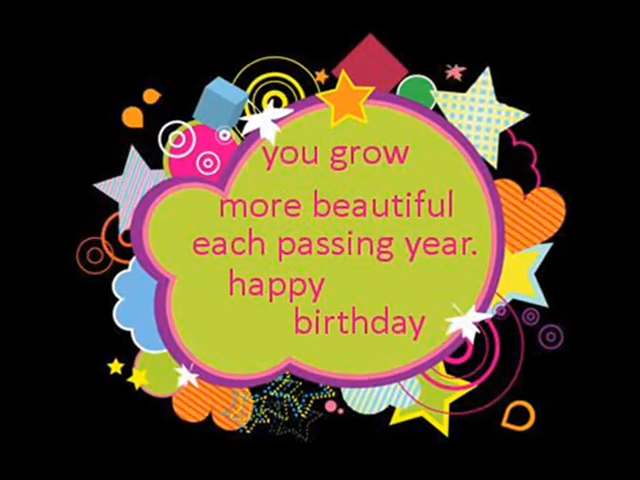 you grow
more beautiful
each passing year.
happy
birthday